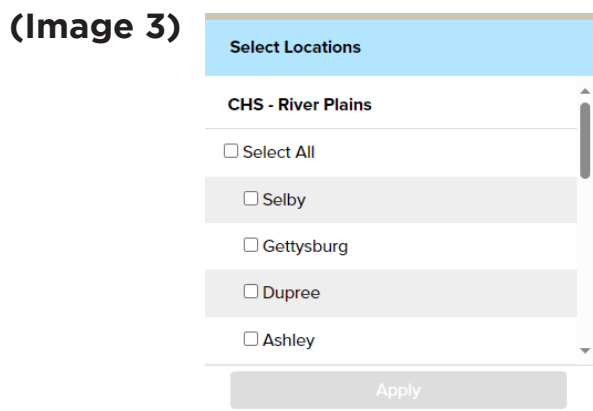 (Image 3)
Select Locations
CHS - River Plains
Select All
Selby
Gettysburg
Dupree
Ashley
Apply